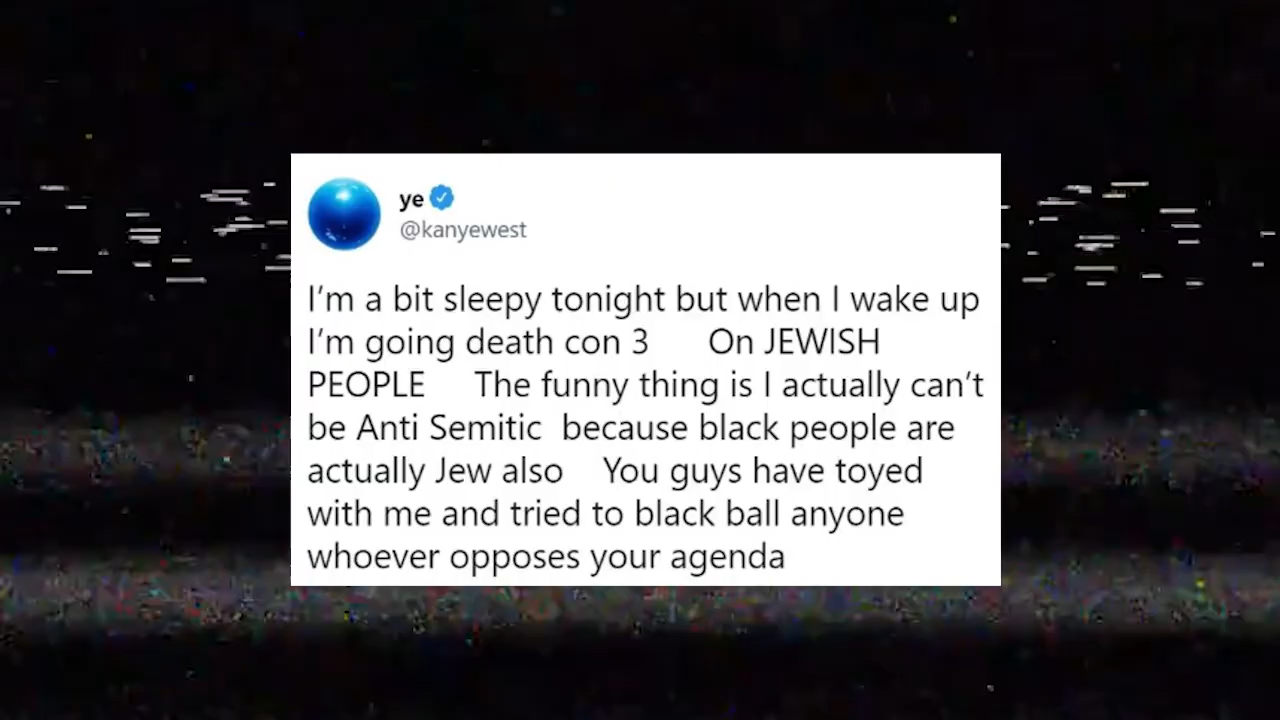 ye
@kanyewest
I’m a bit sleepy tonight but when I wake up
I’m going death con 3 On JEWISH
PEOPLE The funny thing is I actually can’t
be Anti Semitic because black people are
actually Jew also You guys have toyed
with me and tried to black ball anyone
whoever opposes your agenda